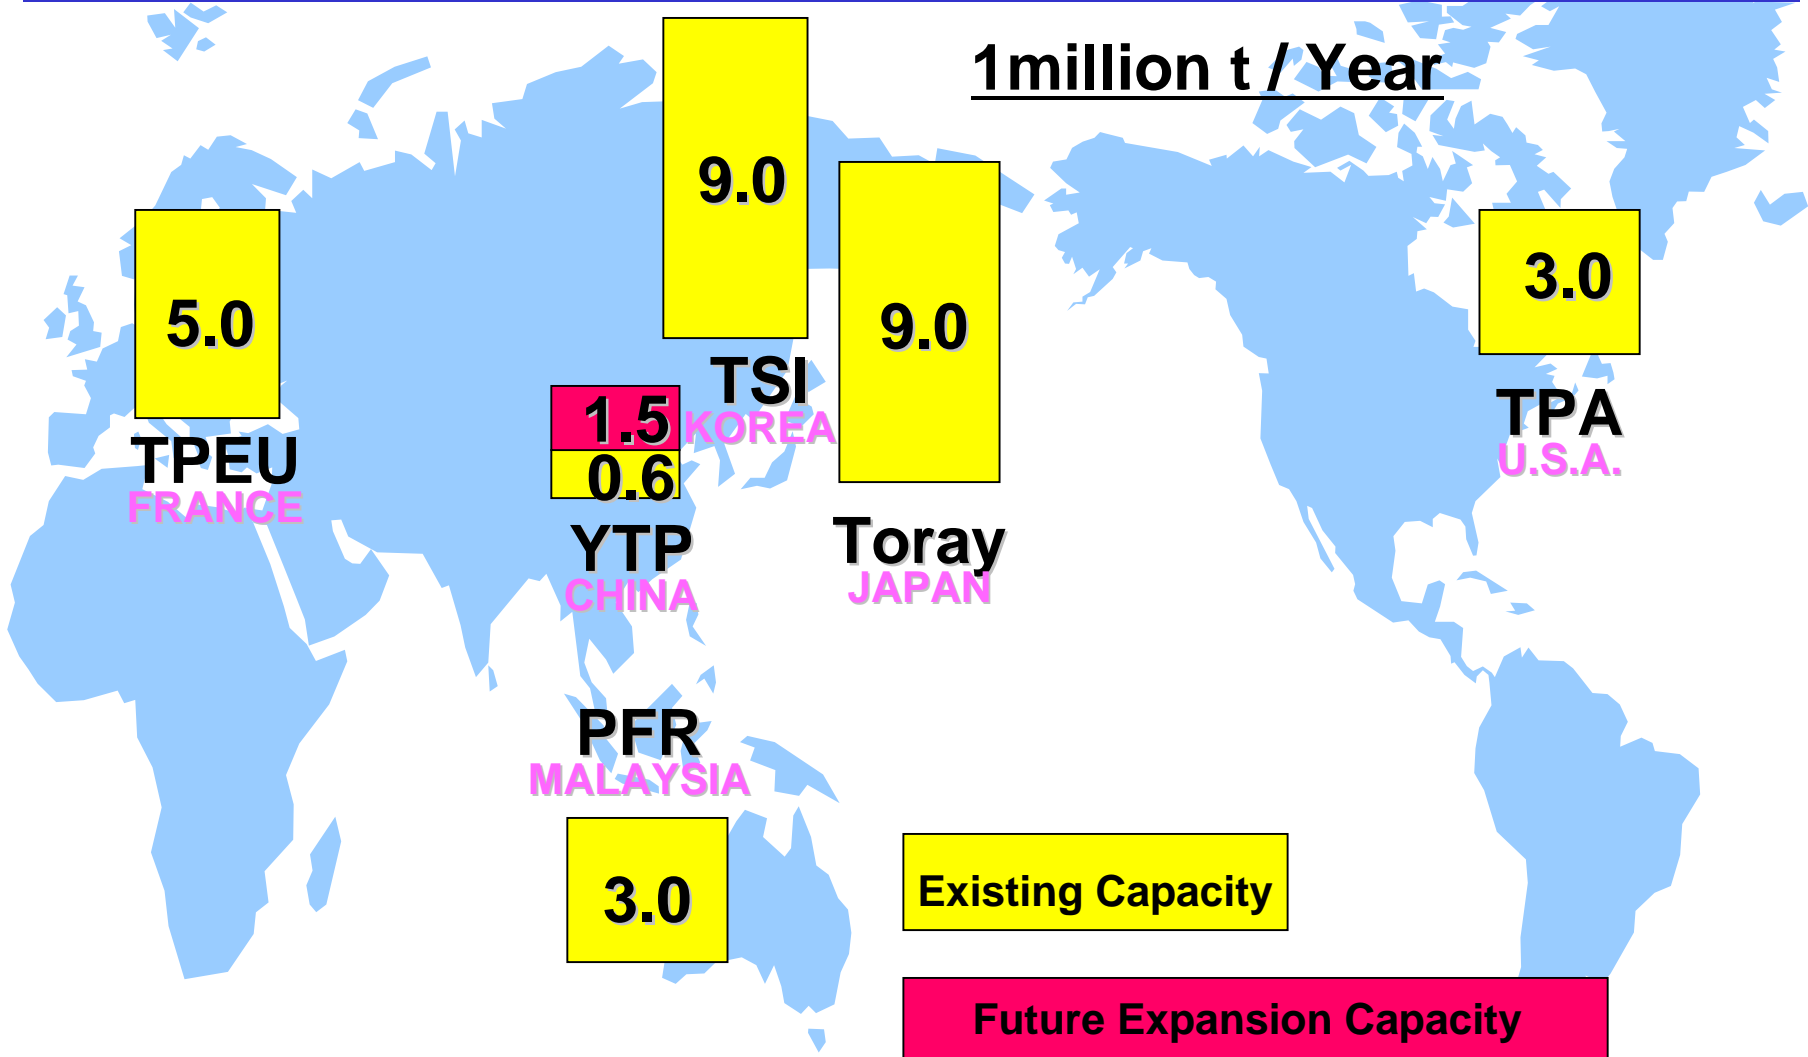 1million t / Year
9.0
5.0
9.0
3.0
TSI
KOREA
1.5
0.6
TPA
U.S.A.
TPEU
FRANCE
YTP
CHINA
Toray
JAPAN
PFR
MALAYSIA
3.0
Existing Capacity
Future Expansion Capacity